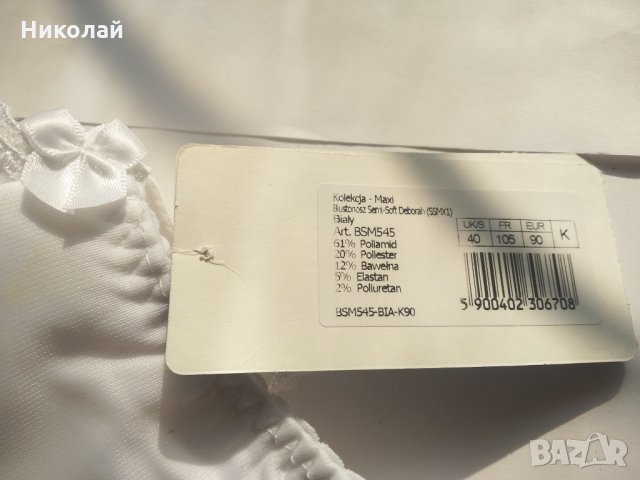 Николай
Kolekcja - Maxi
Biustonosz Semi-Soft Deborah (SSMX1)
Biały
Art. BSM545
61% Poliamid
20% Poliester
12% Bawełna
5% Elastan
2% Poliuretan
BSM545-BIA-K90
UK/S FR EUR K
40 105 90
5 900402 306708
BAZAR